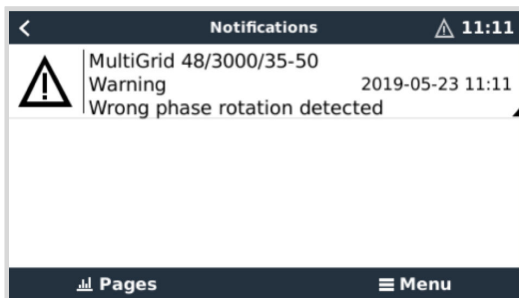 Notifications 11:11
MultiGrid 48/3000/35-50
Warning 2019-05-23 11:11
Wrong phase rotation detected
Pages Menu